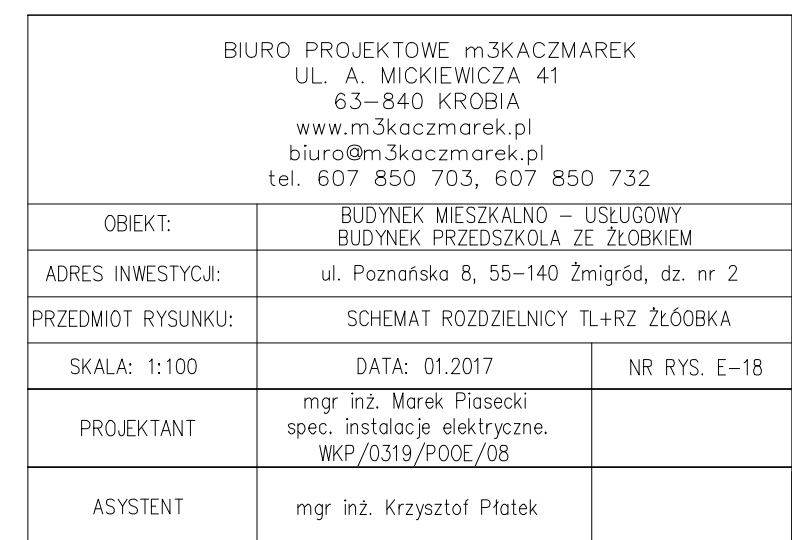 BIURO PROJEKTOWE m3KACZMAREK
UL. A. MICKIEWICZA 41
63-840 KROBIA
www.m3kaczmarek.pl
biuro@m3kaczmarek.pl
tel. 607 850 703, 607 850 732
OBIEKT:
BUDYNEK MIESZKALNO - USŁUGOWY
BUDYNEK PRZEDSZKOLA ZE ŻŁOBKIEM
ADRES INWESTYCJI:
ul. Poznańska 8, 55-140 Żmigród, dz. nr 2
PRZEDMIOT RYSUNKU:
SCHEMAT ROZDZIELNICY TL+RZ ŻŁÓOBKA
SKALA: 1:100
DATA: 01.2017
NR RYS. E-18
PROJEKTANT
mgr inż. Marek Piasecki
spec. instalacje elektryczne.
WKP/0319/POOE/08
ASYSTENT
mgr inż. Krzysztof Płatek